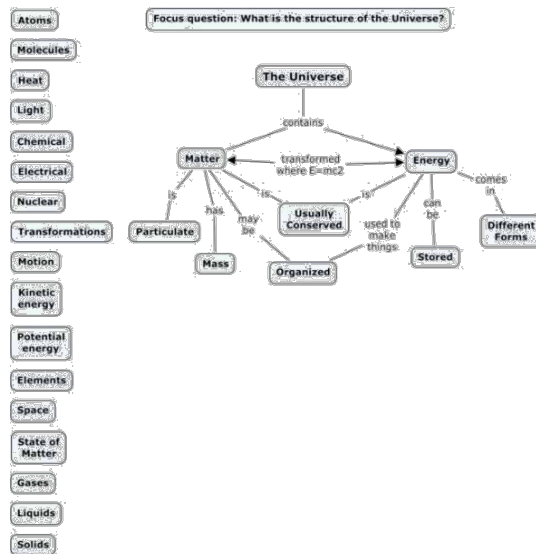 Focus question: What is the structure of the Universe?
Atoms
Molecules
Heat
Light
Chemical
Electrical
Nuclear
Transformations
Motion
Kinetic
energy
Potential
energy
Elements
Space
State of
Matter
Gases
Liquids
Solids
The Universe
contains
Matter
transformed
where E=mc2
Energy
is
has
may
be
is
is
used to
make
things
can
be
comes
in
Particulate
Mass
Usually
Conserved
Organized
Stored
Different
Forms